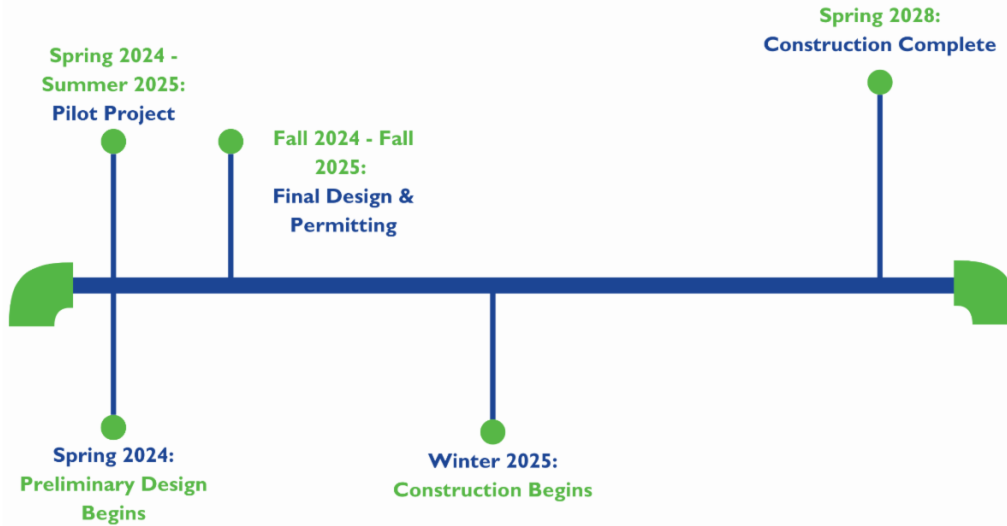 Spring 2028:
Construction Complete
Spring 2024 -
Summer 2025:
Pilot Project
Fall 2024 - Fall
2025:
Final Design &
Permitting
Spring 2024:
Preliminary Design
Begins
Winter 2025:
Construction Begins